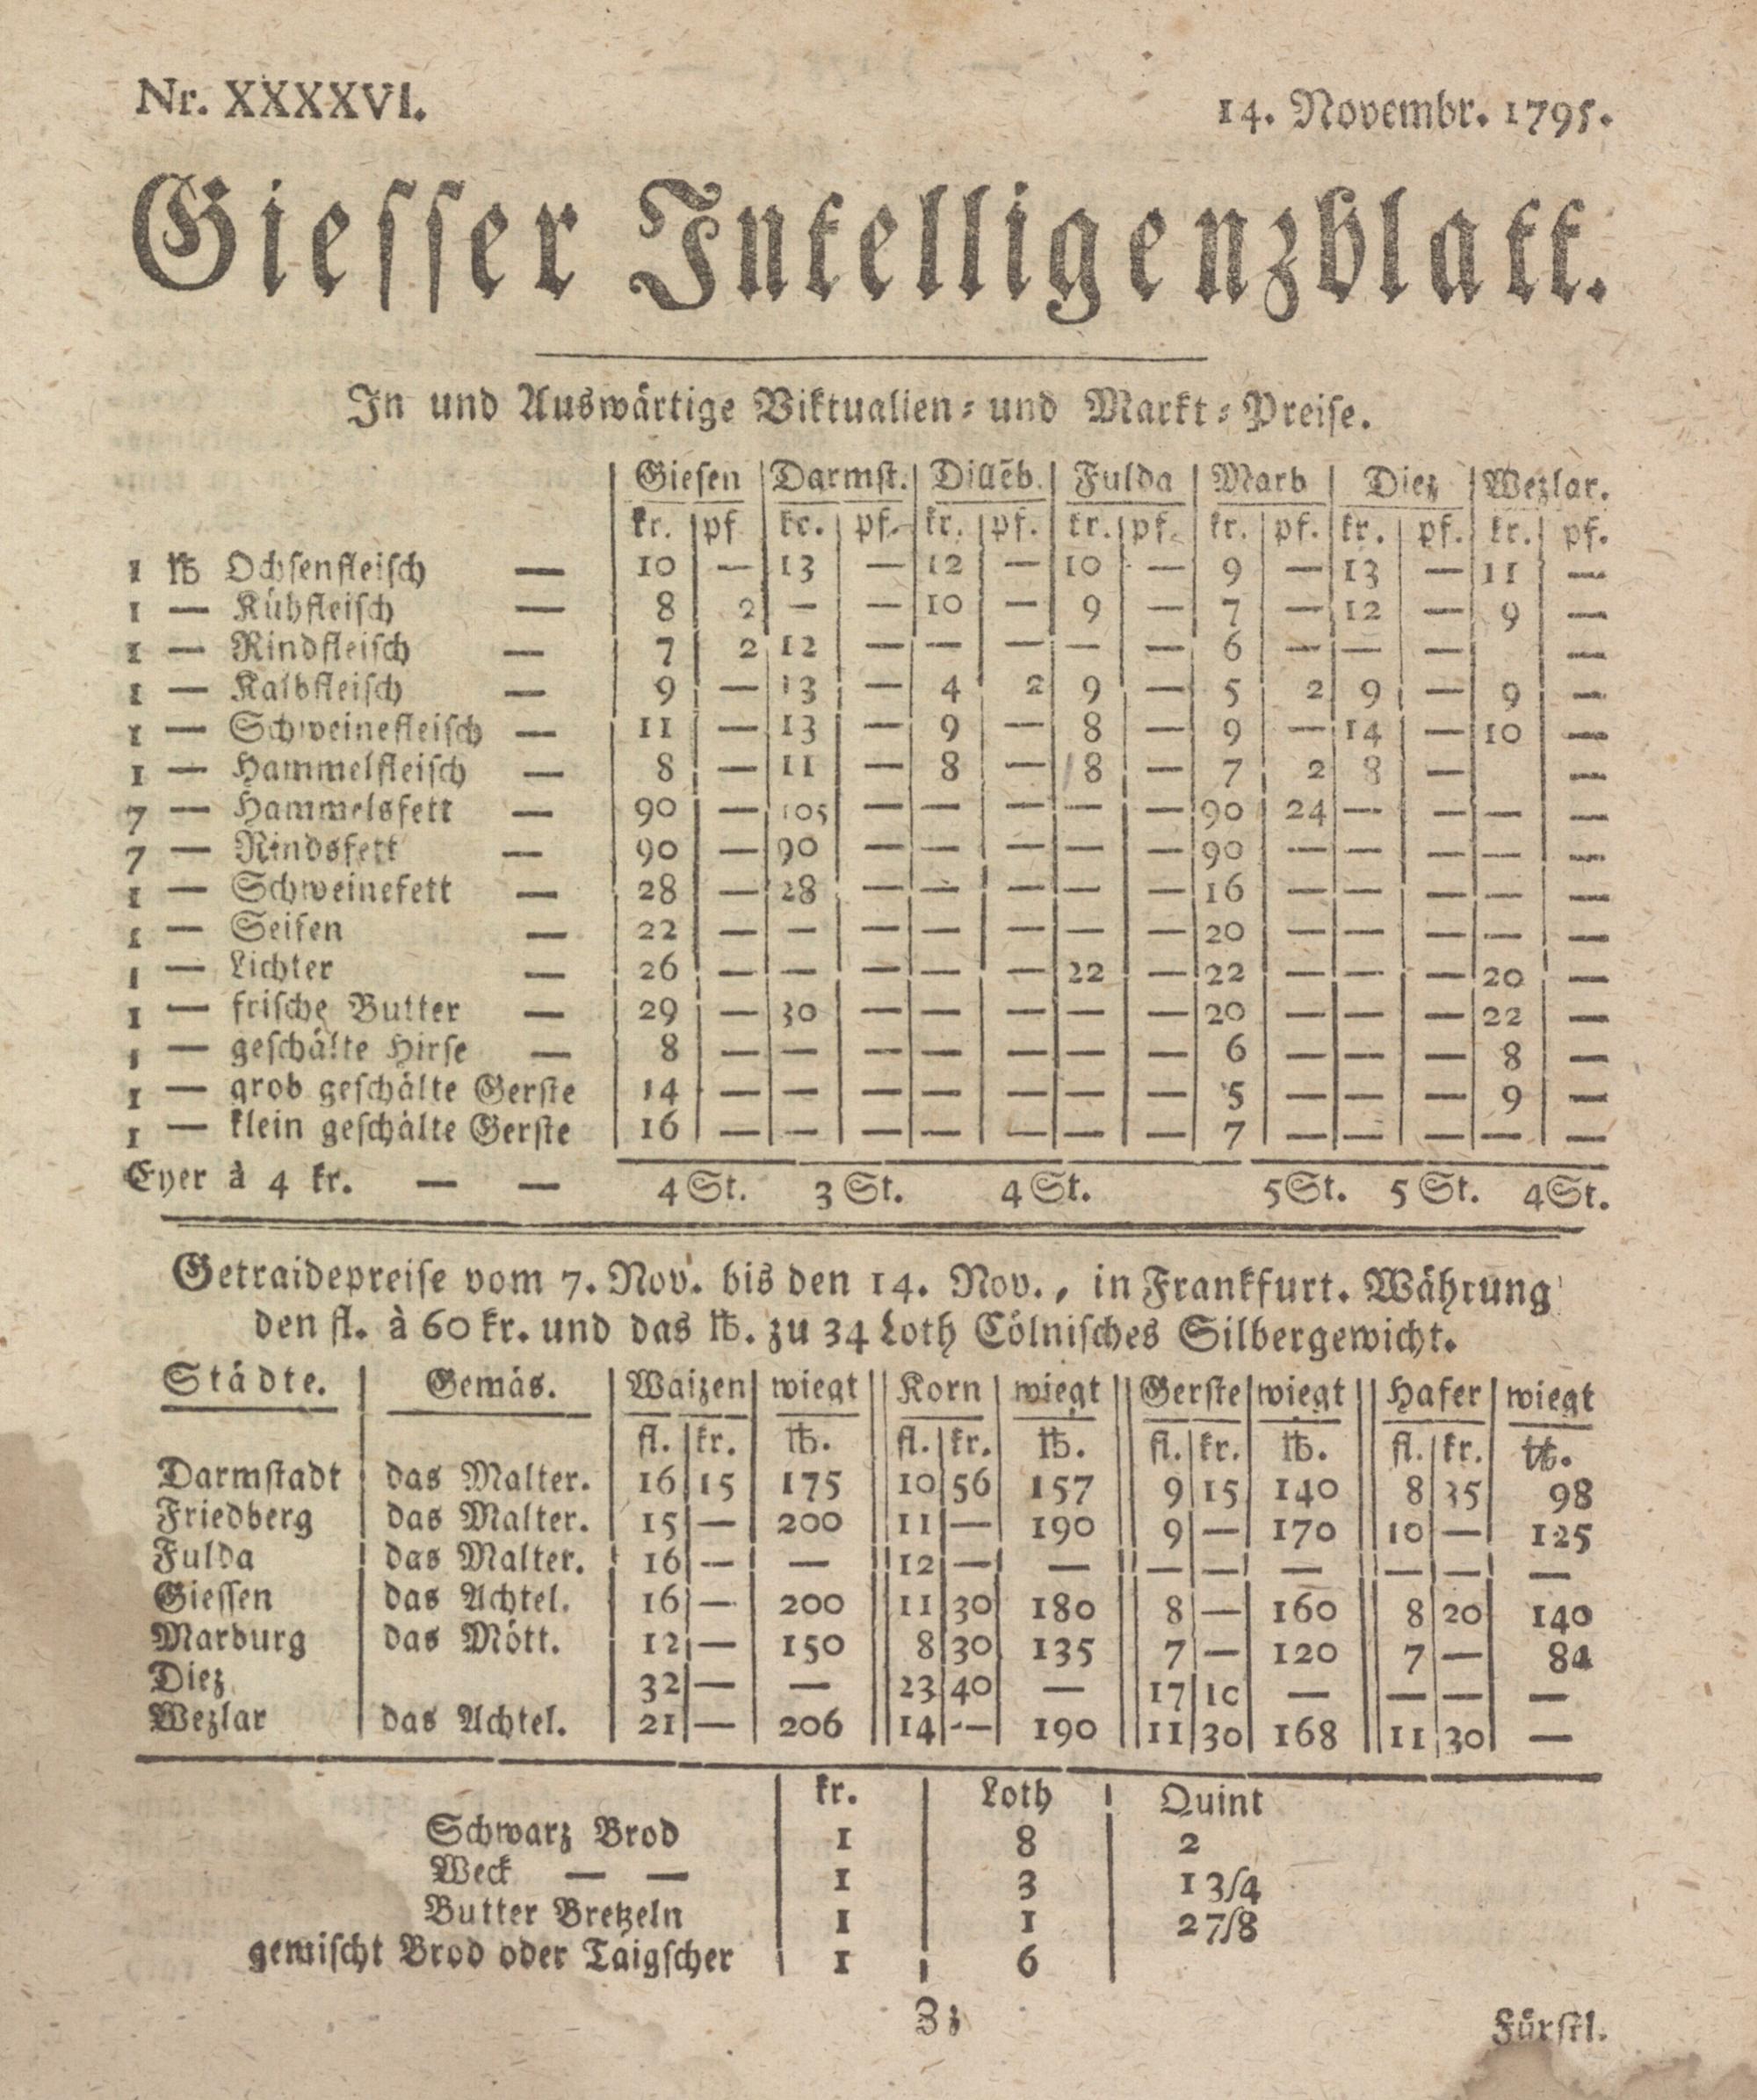 Nr. XXXXVI. 14. Novembr. 1795.
Giesser Intelligenzblatt.
In und Auswärtige Viktualien- und Markt-Preise.
Giesen Darmst. Dillēb. Fulda Marb Diez Wezlar.
kr. pf kr. pf. kr. pf. kr. pf. kr. pf. kr. pf. kr. pf.
1 ℔ Ochsenfleisch — 10 — 13 — 12 — 10 — 9 — 13 — 11 —
1 — Kühfleisch — 8 2 — — 10 — 9 — 7 — 12 — 9 —
1 — Rindfleisch — 7 2 12 — — — — — 6 — — — —
1 — Kalbfleisch — 9 — 13 — 4 2 9 — 5 2 9 — 9 —
1 — Schweinefleisch — 11 — 13 — 9 — 8 — 9 — 14 — 10 —
1 — Hammelfleisch — 8 — 11 — 8 — 8 — 7 2 8 — —
7 — Hammelsfett — 90 — 105 — — — — — 90 24 — — — —
7 — Rindsfett — 90 — 90 — — — — — 90 — — — — —
1 — Schweinefett — 28 — 28 — — — — — 16 — — — — —
1 — Seifen — 22 — — — — — — — 20 — — — — —
1 — Lichter — 26 — — — — — 22 — 22 — — — 20 —
1 — frische Butter — 29 — 30 — — — — — 20 — — — 22 —
1 — geschälte Hirse — 8 — — — — — — — 6 — — — 8 —
1 — grob geschälte Gerste 14 — — — — — — — 5 — — — 9 —
1 — klein geschälte Gerste 16 — — — — — — — 7 — — — — —
Eyer à 4 kr. — — 4 St. 3 St. 4 St. 5 St. 5 St. 4 St.
Getraidepreise vom 7. Nov. bis den 14. Nov., in Frankfurt. Währung
den fl. à 60 kr. und das ℔. zu 34 Loth Cölnisches Silbergewicht.
Städte. Gemäs. Waizen wiegt Korn wiegt Gerste wiegt Hafer wiegt
fl. kr. ℔. fl. kr. ℔. fl. kr. ℔. fl. kr. ℔.
Darmstadt das Malter. 16 15 175 10 56 157 9 15 140 8 35 98
Friedberg das Malter. 15 — 200 11 — 190 9 — 170 10 — 125
Fulda das Malter. 16 — — 12 — — — — — — — —
Giessen das Achtel. 16 — 200 11 30 180 8 — 160 8 20 140
Marburg das Mött. 12 — 150 8 30 135 7 — 120 7 — 84
Diez 32 — — 23 40 — 17 10 — — — —
Wezlar das Achtel. 21 — 206 14 — 190 11 30 168 11 30 —
kr. Loth Quint
Schwarz Brod 1 8 2
Weck — — 1 3 1 3/4
Butter Bretzeln 1 1 2 7/8
gemischt Brod oder Taigscher 1 6
Zz
Fürstl.